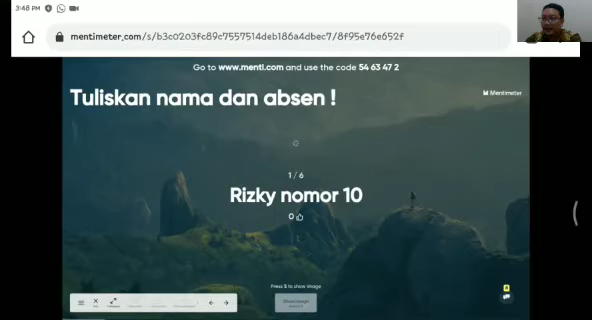 3:48 PM
mentimeter.com/s/b3c0203fc89c7557514deb186a4dbec7/8f95e76e652f
Go to www.menti.com and use the code 54 63 47 2
Tuliskan nama dan absen !
Mentimeter
1 / 6
Rizky nomor 10
0
Press S to show image